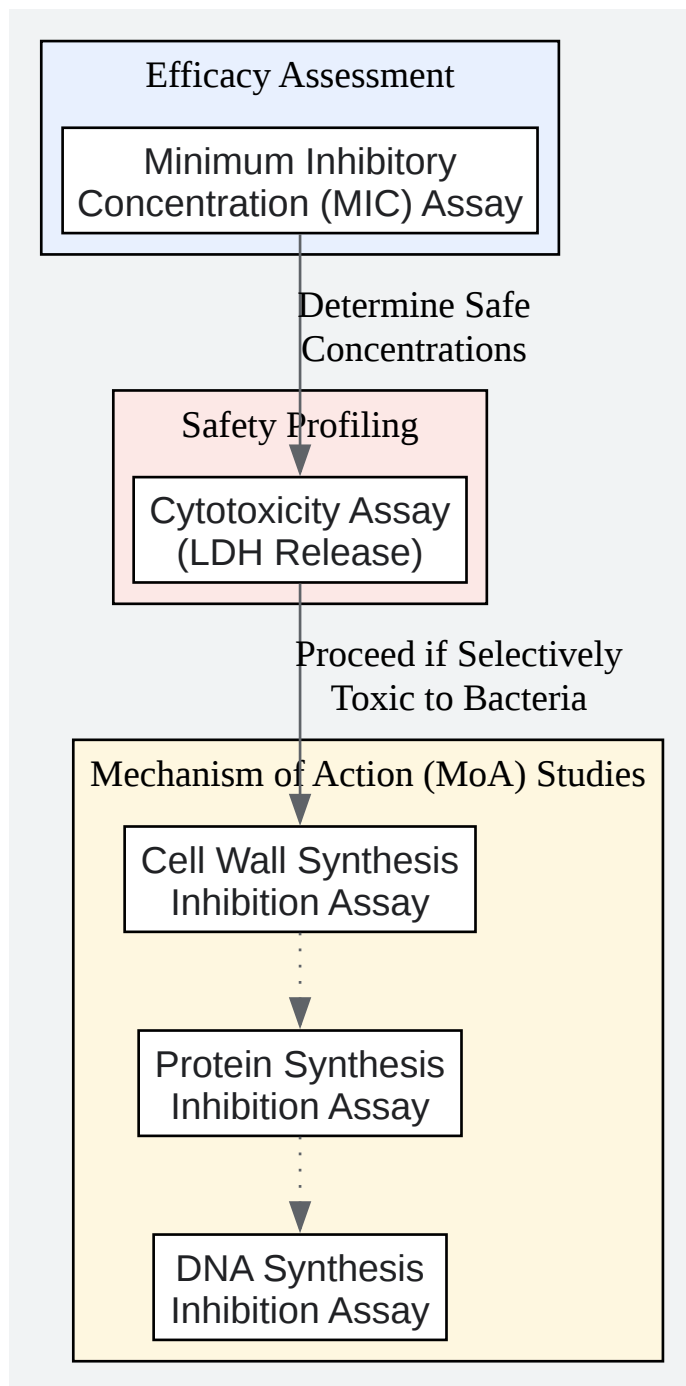 Efficacy Assessment
Minimum Inhibitory
Concentration (MIC) Assay
Determine Safe
Concentrations
Safety Profiling
Cytotoxicity Assay
(LDH Release)
Proceed if Selectively
Toxic to Bacteria
Mechanism of Action (MoA) Studies
Cell Wall Synthesis
Inhibition Assay
Protein Synthesis
Inhibition Assay
DNA Synthesis
Inhibition Assay